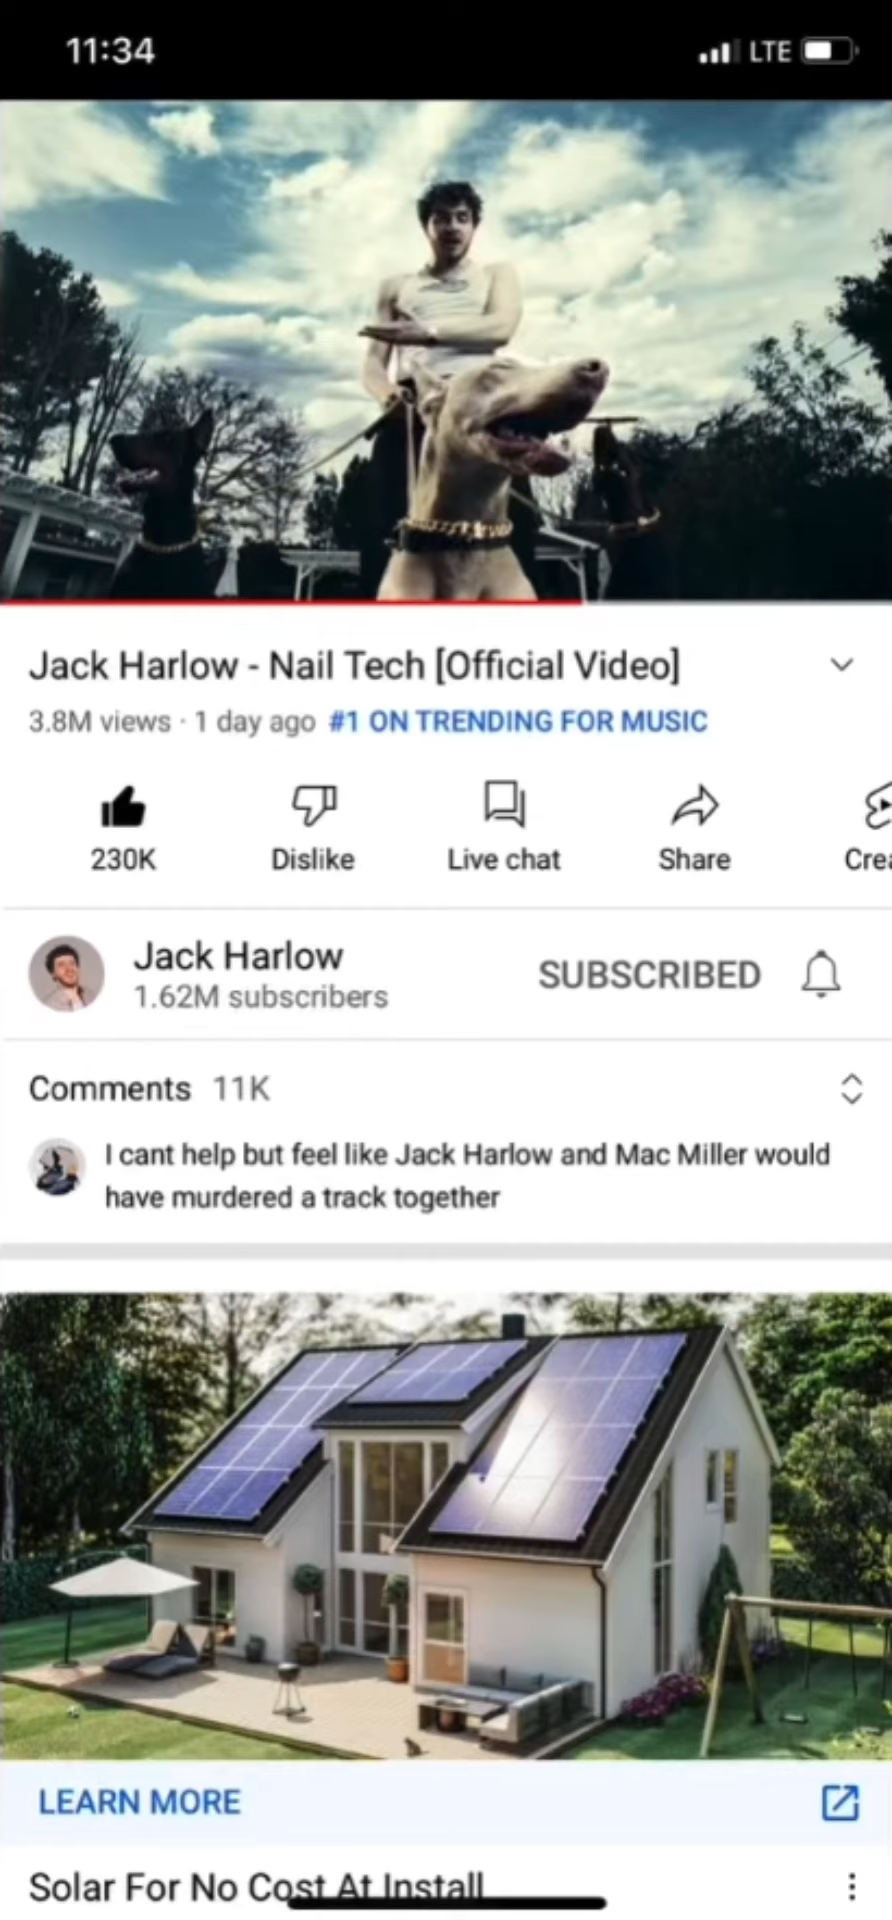 11:34
LTE
Jack Harlow - Nail Tech [Official Video]
3.8M views · 1 day ago #1 ON TRENDING FOR MUSIC
230K
Dislike
Live chat
Share
Crea
Jack Harlow
1.62M subscribers
SUBSCRIBED
Comments 11K
I cant help but feel like Jack Harlow and Mac Miller would
have murdered a track together
LEARN MORE
Solar For No Cost At Install